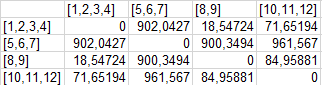 [1,2,3,4] [5,6,7] [8,9] [10,11,12]
[1,2,3,4] 0 902,0427 18,54724 71,65194
[5,6,7] 902,0427 0 900,3494 961,567
[8,9] 18,54724 900,3494 0 84,95881
[10,11,12] 71,65194 961,567 84,95881 0